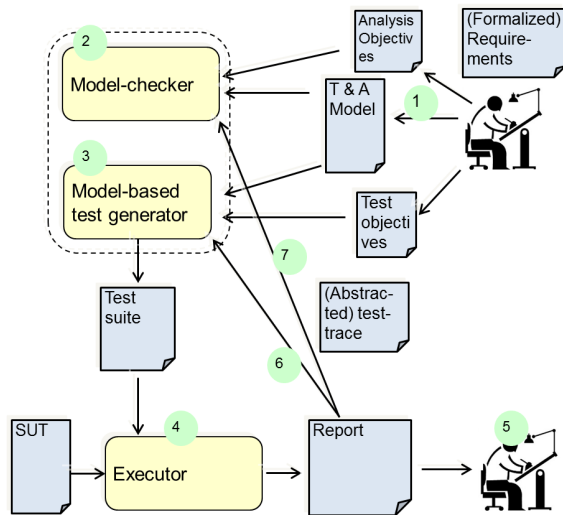 2
Model-checker
3
Model-based
test generator
Analysis
Objectiv
es
(Formalized)
Require-
ments
T & A
Model
1
Test
objecti
ves
7
Test
suite
(Abstrac-
ted) test-
trace
6
SUT
4
Executor
Report
5